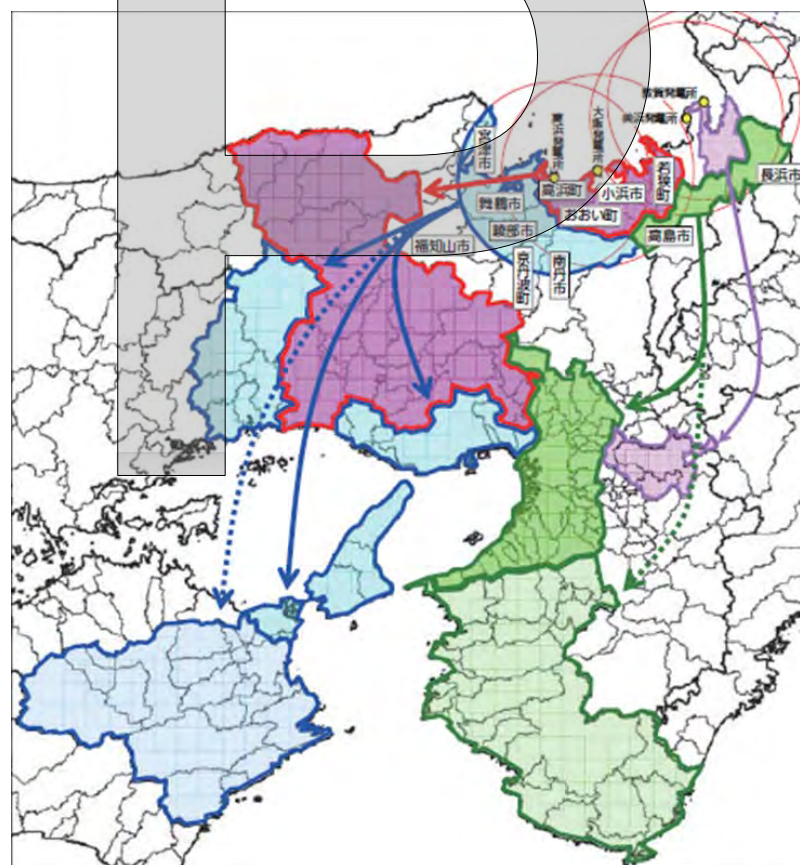 敦賀発電所
美浜発電所
大飯発電所
高浜発電所
宮津市
若狭町
長浜市
高浜町
小浜市
舞鶴市
おおい町
綾部市
高島市
福知山市
京丹波町
南丹市